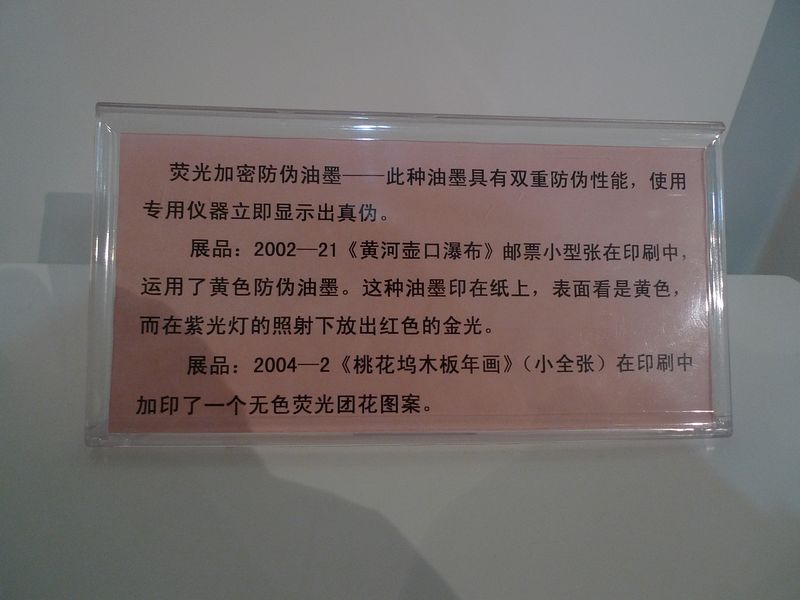 荧光加密防伪油墨——此种油墨具有双重防伪性能，使用
专用仪器立即显示出真伪。
展品：2002—21《黄河壶口瀑布》邮票小型张在印刷中，
运用了黄色防伪油墨。这种油墨印在纸上，表面看是黄色，
而在紫光灯的照射下放出红色的金光。
展品：2004—2《桃花坞木板年画》（小全张）在印刷中
加印了一个无色荧光团花图案。